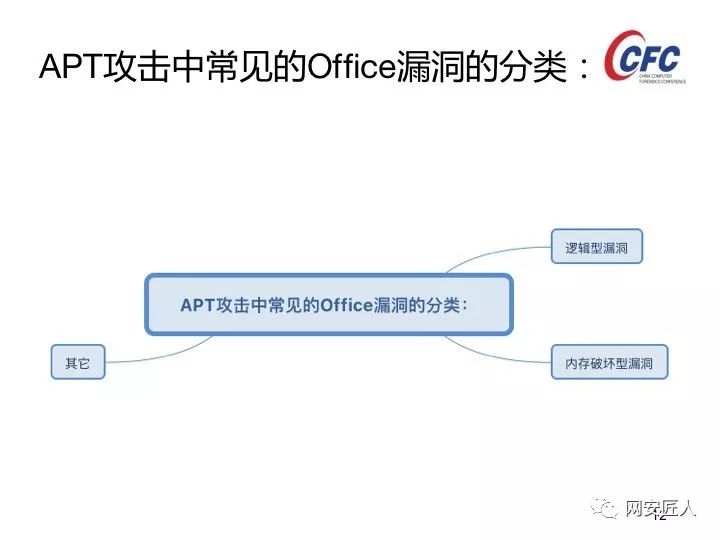 APT攻击中常见的Office漏洞的分类：
CFC
CHINA COMPUTER
FORENSICS CONFERENCE
逻辑型漏洞
APT攻击中常见的Office漏洞的分类：
其它
内存破坏型漏洞
网安匠人
12